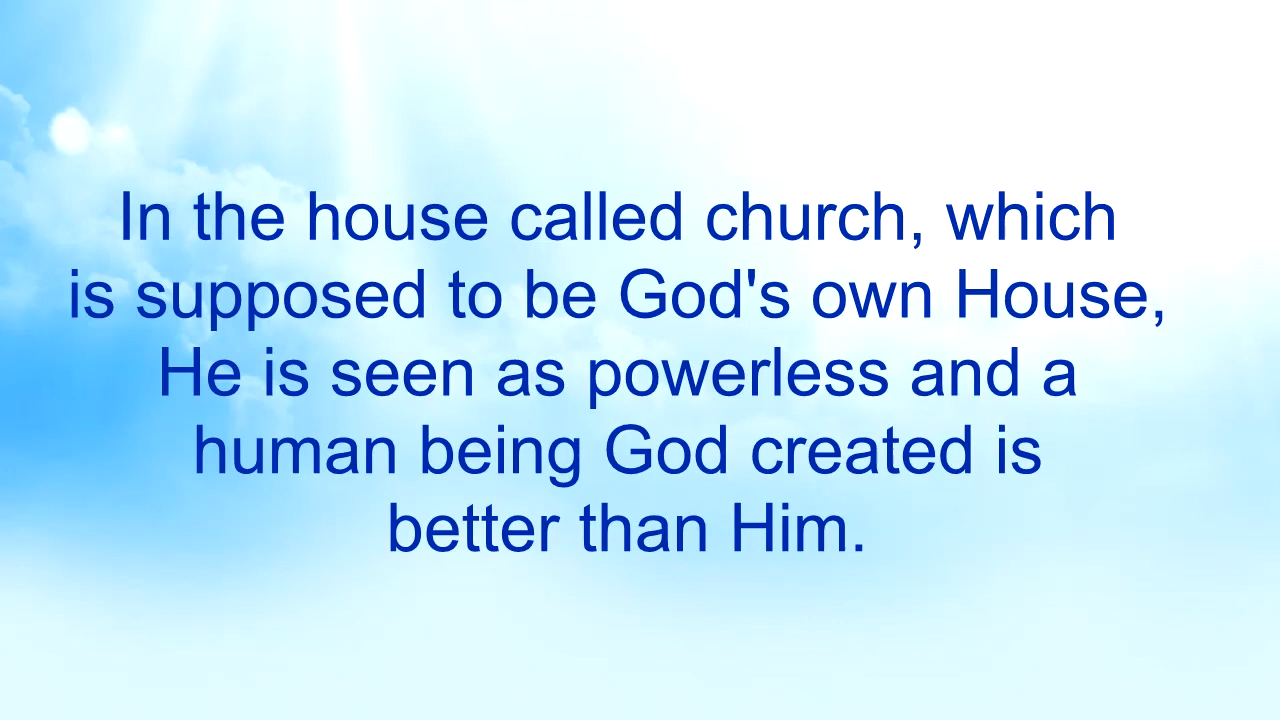 In the house called church, which
is supposed to be God's own House,
He is seen as powerless and a
human being God created is
better than Him.